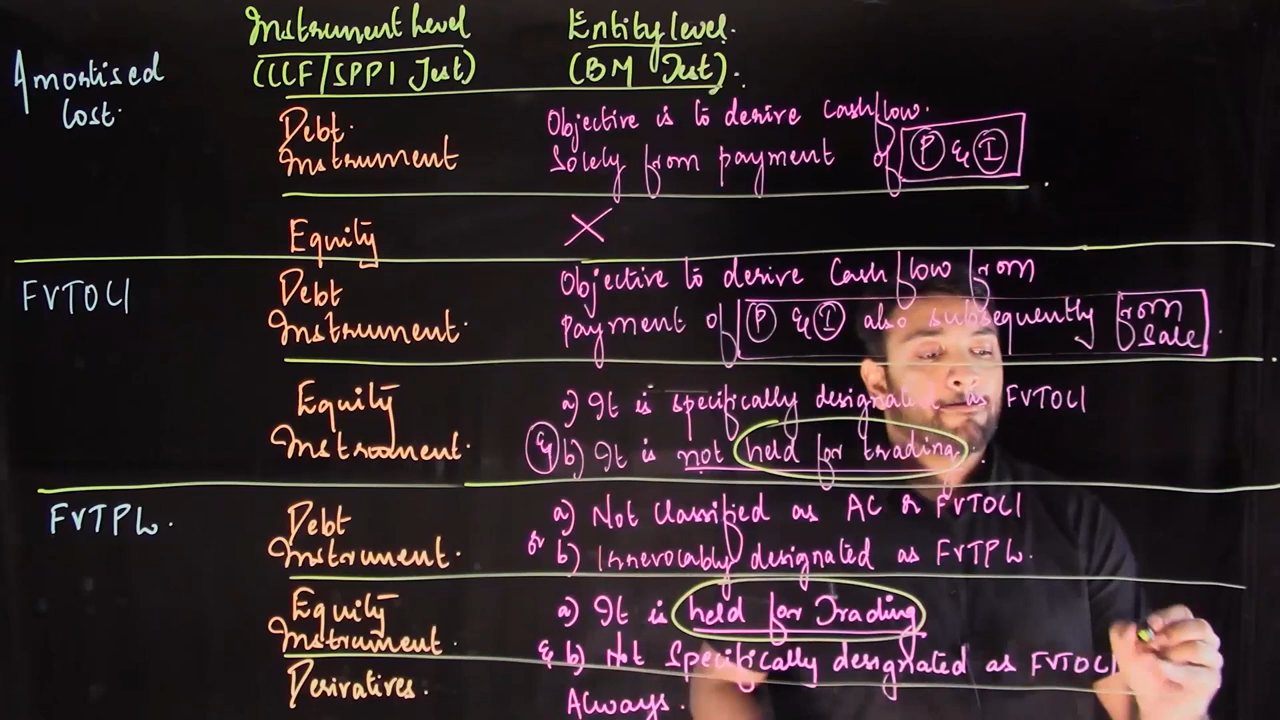 Instrument Level
Entity level.
(CCF/SPPI Test)
(BM Test).
Amortised
Cost.
Debt.
Instrument
Objective is to derive cashflow.
Solely from payment of P & I
Equity
X
FVTOCI
Debt
Instrument.
Objective to derive Cash flow from
payment of P & I also subsequently from
Sale.
Equity
Instrument.
a) It is specifically designated as FVTOCI
& b) It is not held for trading.
FVTPL.
Debt
Instrument.
a) Not Classified as AC or FVTOCI
or b) Irrevocably designated as FVTPL.
Equity
Instrument.
a) It is held for Trading
& b) Not Specifically designated as FVTOCI
Derivatives.
Always.